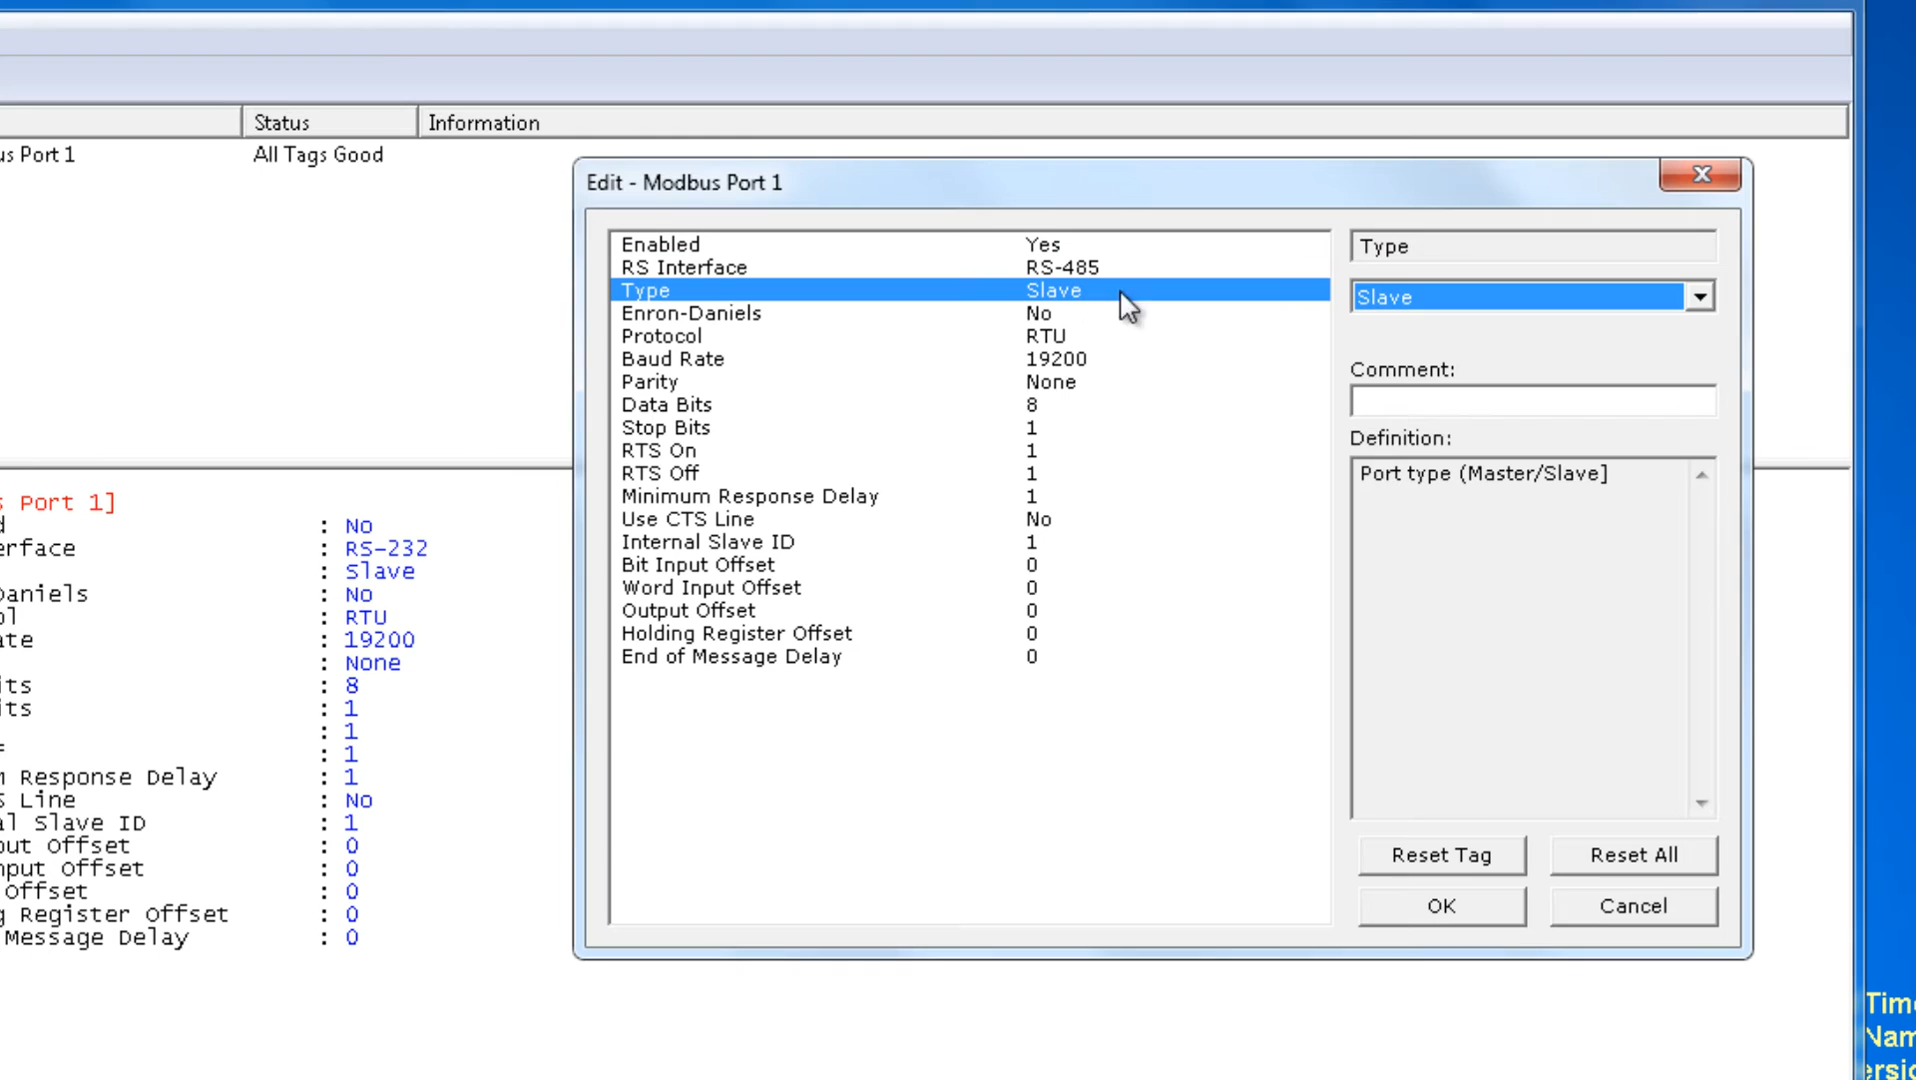 Status Information
us Port 1 All Tags Good
Edit - Modbus Port 1
Enabled Yes
RS Interface RS-485
Type Slave
Enron-Daniels No
Protocol RTU
Baud Rate 19200
Parity None
Data Bits 8
Stop Bits 1
RTS On 1
RTS Off 1
Minimum Response Delay 1
Use CTS Line No
Internal Slave ID 1
Bit Input Offset 0
Word Input Offset 0
Output Offset 0
Holding Register Offset 0
End of Message Delay 0
Type
Slave
Comment:
Definition:
Port type (Master/Slave]
Reset Tag Reset All
OK Cancel
s Port 1]
d : No
erface : RS-232
: Slave
Daniels : No
ol : RTU
ate : 19200
: None
its : 8
its : 1
: 1
: 1
Response Delay : 1
S Line : No
al Slave ID : 1
put Offset : 0
nput Offset : 0
Offset : 0
g Register Offset : 0
Message Delay : 0
Time
Nam
ersio